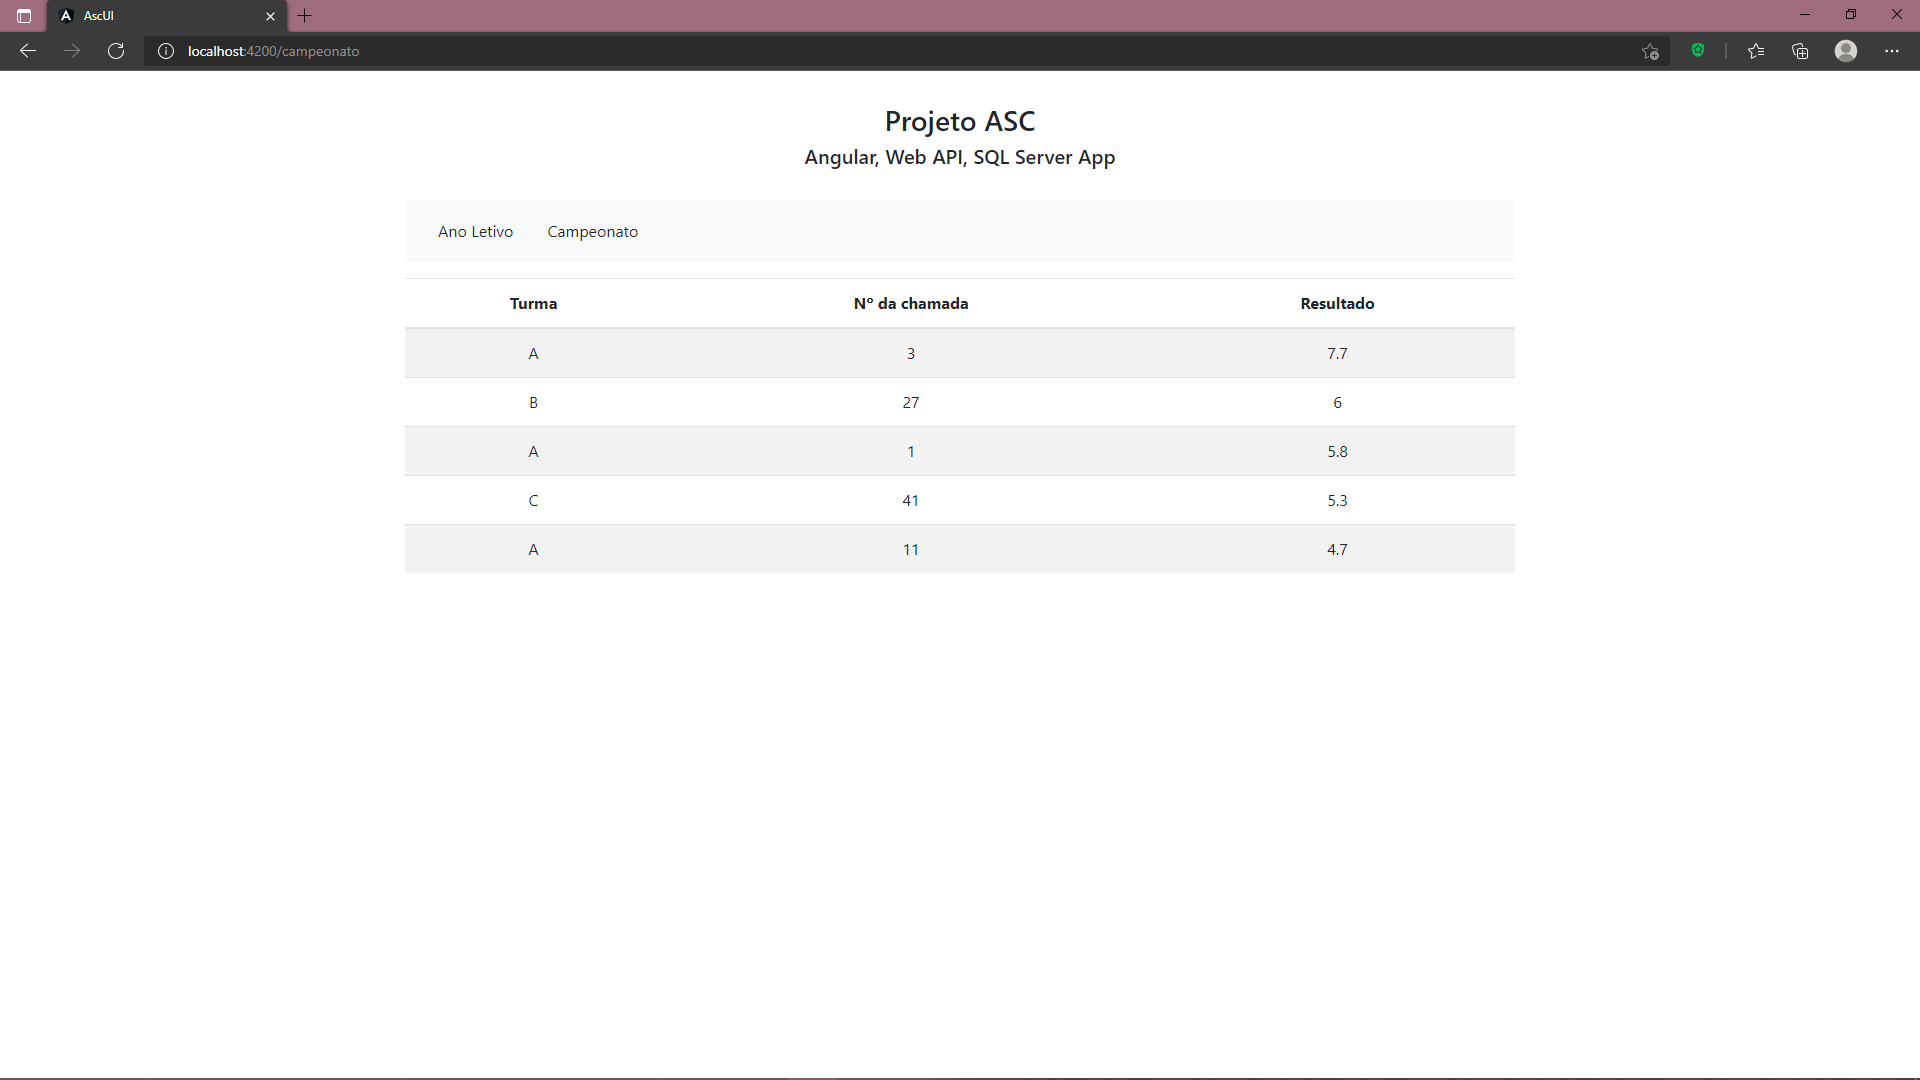 AscUI
localhost:4200/campeonato
Projeto ASC
Angular, Web API, SQL Server App
Ano Letivo Campeonato
Turma Nº da chamada Resultado
A 3 7.7
B 27 6
A 1 5.8
C 41 5.3
A 11 4.7